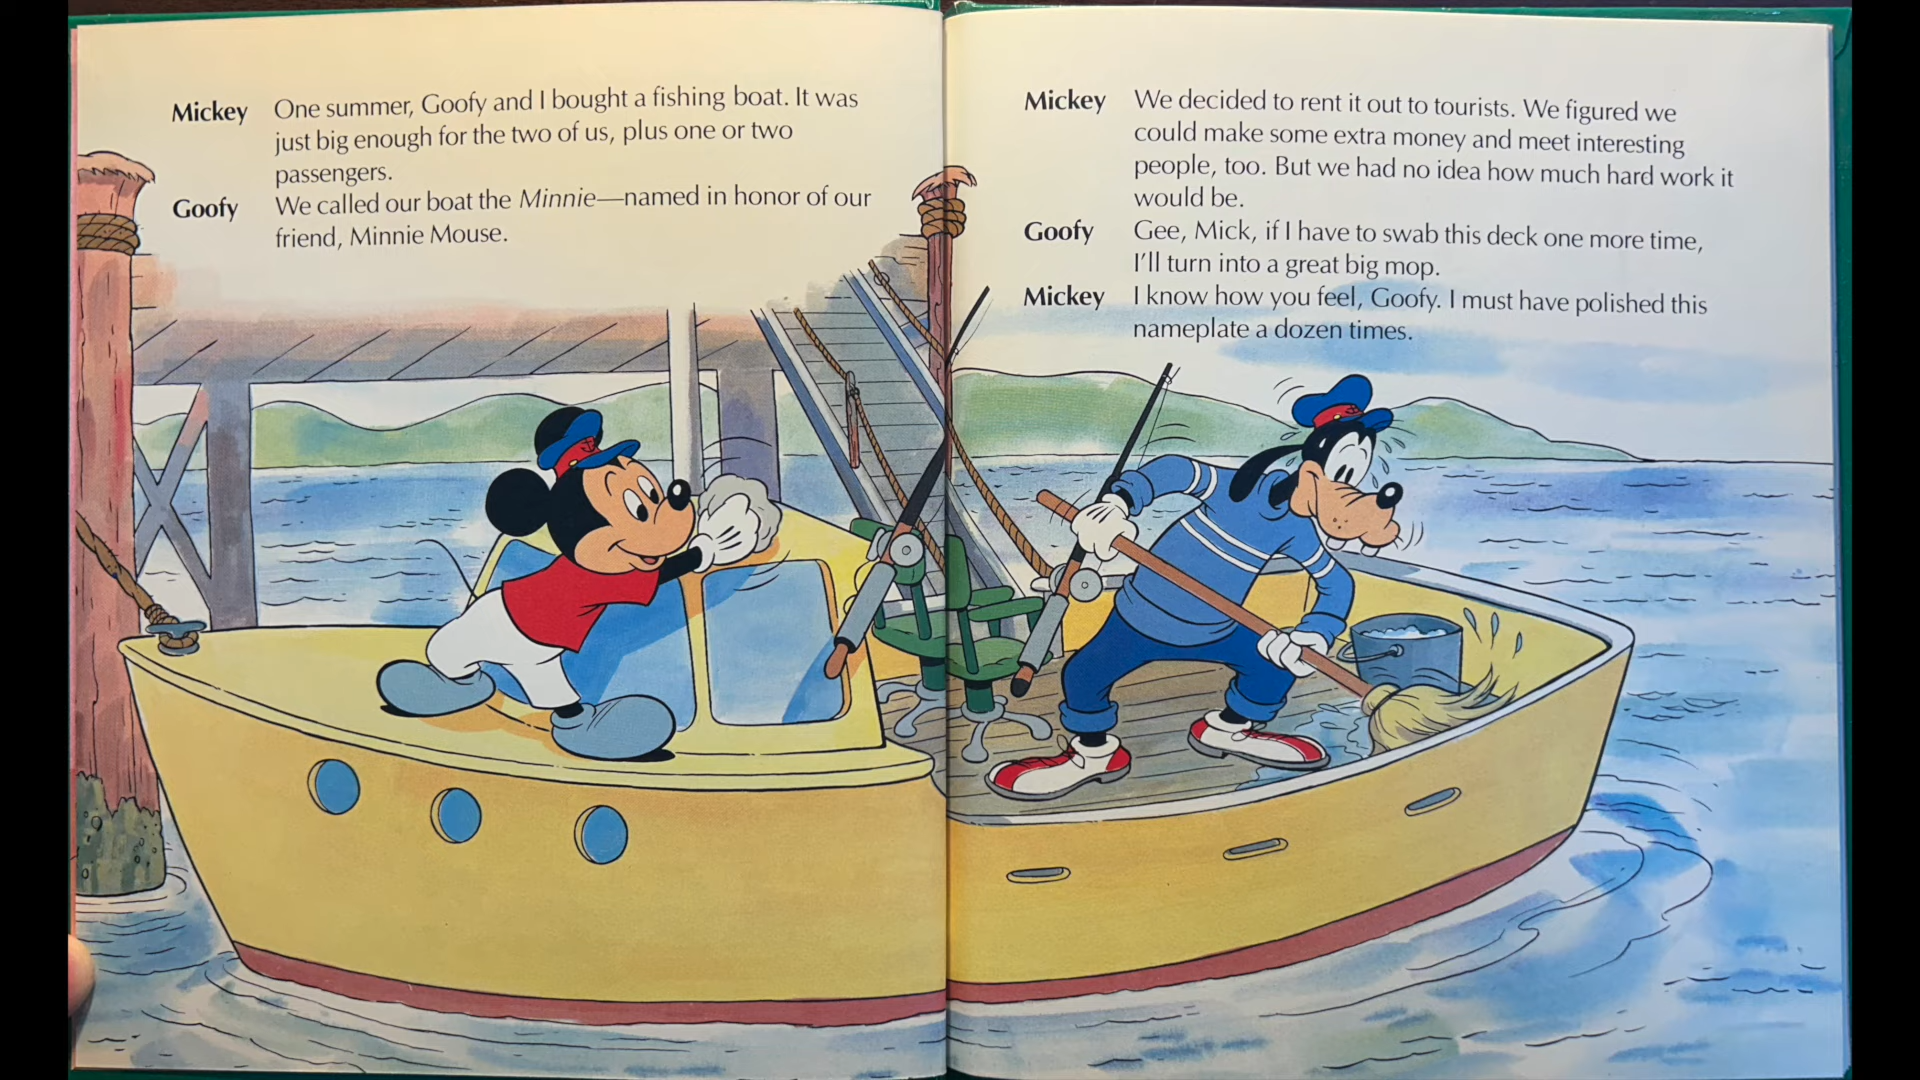 Mickey One summer, Goofy and I bought a fishing boat. It was
just big enough for the two of us, plus one or two
passengers.
Goofy We called our boat the Minnie—named in honor of our
friend, Minnie Mouse.
Mickey We decided to rent it out to tourists. We figured we
could make some extra money and meet interesting
people, too. But we had no idea how much hard work it
would be.
Goofy Gee, Mick, if I have to swab this deck one more time,
I'll turn into a great big mop.
Mickey I know how you feel, Goofy. I must have polished this
nameplate a dozen times.